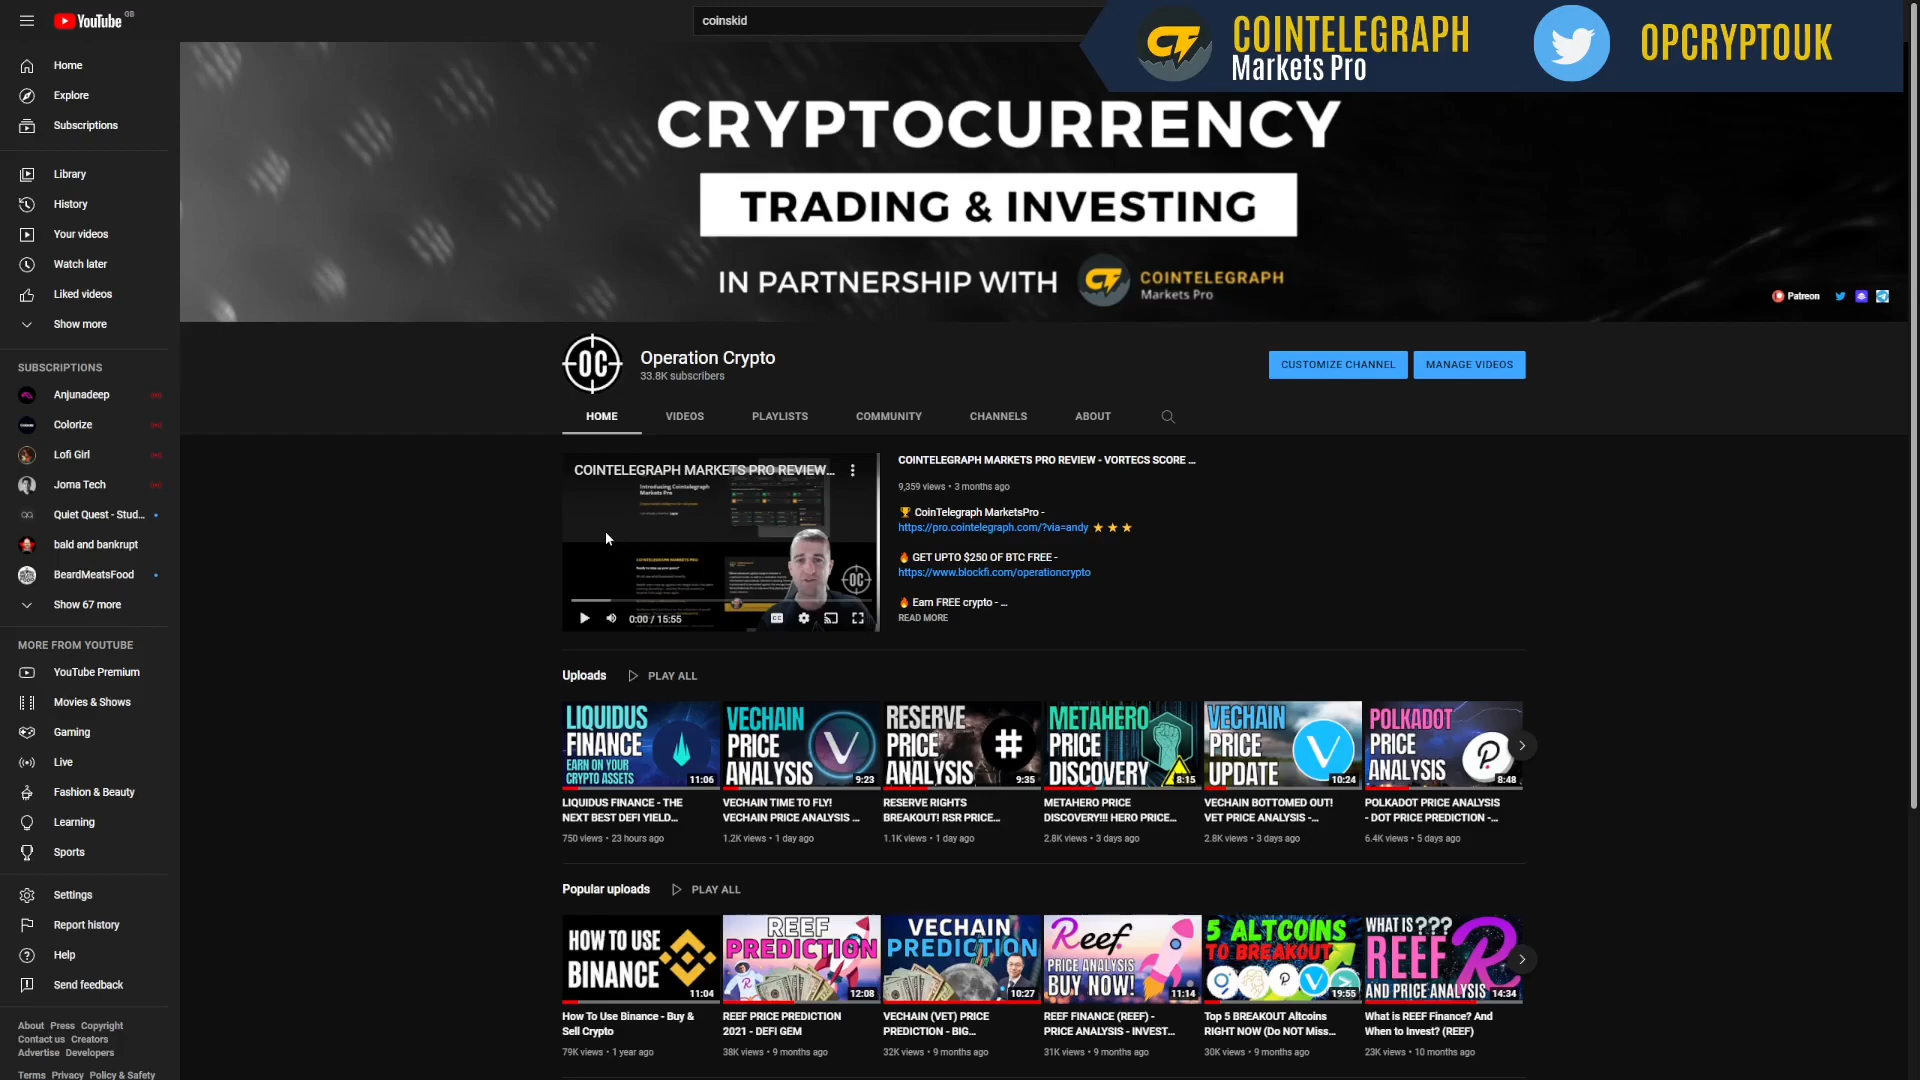 YouTube GB
coinskid
COINTELEGRAPH
Markets Pro
OPCRYPTOUK
Home
Explore
Subscriptions
Library
History
Your videos
Watch later
Liked videos
Show more
SUBSCRIPTIONS
Anjunadeep
Colorize
Lofi Girl
Joma Tech
Quiet Quest - Stud...
bald and bankrupt
BeardMeatsFood
Show 67 more
MORE FROM YOUTUBE
YouTube Premium
Movies & Shows
Gaming
Live
Fashion & Beauty
Learning
Sports
Settings
Report history
Help
Send feedback
About Press Copyright
Contact us Creators
Advertise Developers
Terms Privacy Policy & Safety
CRYPTOCURRENCY
TRADING & INVESTING
IN PARTNERSHIP WITH
COINTELEGRAPH
Markets Pro
Patreon
OC
Operation Crypto
33.8K subscribers
CUSTOMIZE CHANNEL
MANAGE VIDEOS
HOME
VIDEOS
PLAYLISTS
COMMUNITY
CHANNELS
ABOUT
COINTELEGRAPH MARKETS PRO REVIEW...
Introducing Cointelegraph
Markets Pro
COINTELEGRAPH MARKETS PRO
OC
0:00 / 15:55
CC
COINTELEGRAPH MARKETS PRO REVIEW - VORTECS SCORE ...
9,359 views • 3 months ago
🏆 CoinTelegraph MarketsPro -
https://pro.cointelegraph.com/?via=andy ★ ★ ★
🔥 GET UPTO $250 OF BTC FREE -
https://www.blockfi.com/operationcrypto
🔥 Earn FREE crypto - ...
READ MORE
Uploads
PLAY ALL
LIQUIDUS
FINANCE
EARN ON YOUR
CRYPTO ASSETS
11:06
LIQUIDUS FINANCE - THE
NEXT BEST DEFI YIELD...
750 views • 23 hours ago
VECHAIN
PRICE
ANALYSIS
9:23
VECHAIN TIME TO FLY!
VECHAIN PRICE ANALYSIS ...
1.2K views • 1 day ago
RESERVE
PRICE
ANALYSIS
9:35
RESERVE RIGHTS
BREAKOUT! RSR PRICE...
1.1K views • 1 day ago
METAHERO
PRICE
DISCOVERY
8:15
METAHERO PRICE
DISCOVERY!!! HERO PRICE...
2.8K views • 3 days ago
VECHAIN
PRICE
UPDATE
10:24
VECHAIN BOTTOMED OUT!
VET PRICE ANALYSIS -...
2.8K views • 3 days ago
POLKADOT
PRICE
ANALYSIS
8:48
POLKADOT PRICE ANALYSIS
- DOT PRICE PREDICTION -...
6.4K views • 5 days ago
Popular uploads
PLAY ALL
HOW TO USE
BINANCE
11:04
How To Use Binance - Buy &
Sell Crypto
79K views • 1 year ago
REEF
PREDICTION
12:08
REEF PRICE PREDICTION
2021 - DEFI GEM
38K views • 9 months ago
VECHAIN
PREDICTION
10:27
VECHAIN (VET) PRICE
PREDICTION - BIG...
32K views • 9 months ago
Reef
PRICE ANALYSIS
BUY NOW!
11:14
REEF FINANCE (REEF) -
PRICE ANALYSIS - INVEST...
31K views • 9 months ago
5 ALTCOINS
TO BREAKOUT
19:55
Top 5 BREAKOUT Altcoins
RIGHT NOW (Do NOT Miss...
30K views • 9 months ago
WHAT IS???
REEF
AND PRICE ANALYSIS
14:34
What is REEF Finance? And
When to Invest? (REEF)
23K views • 10 months ago